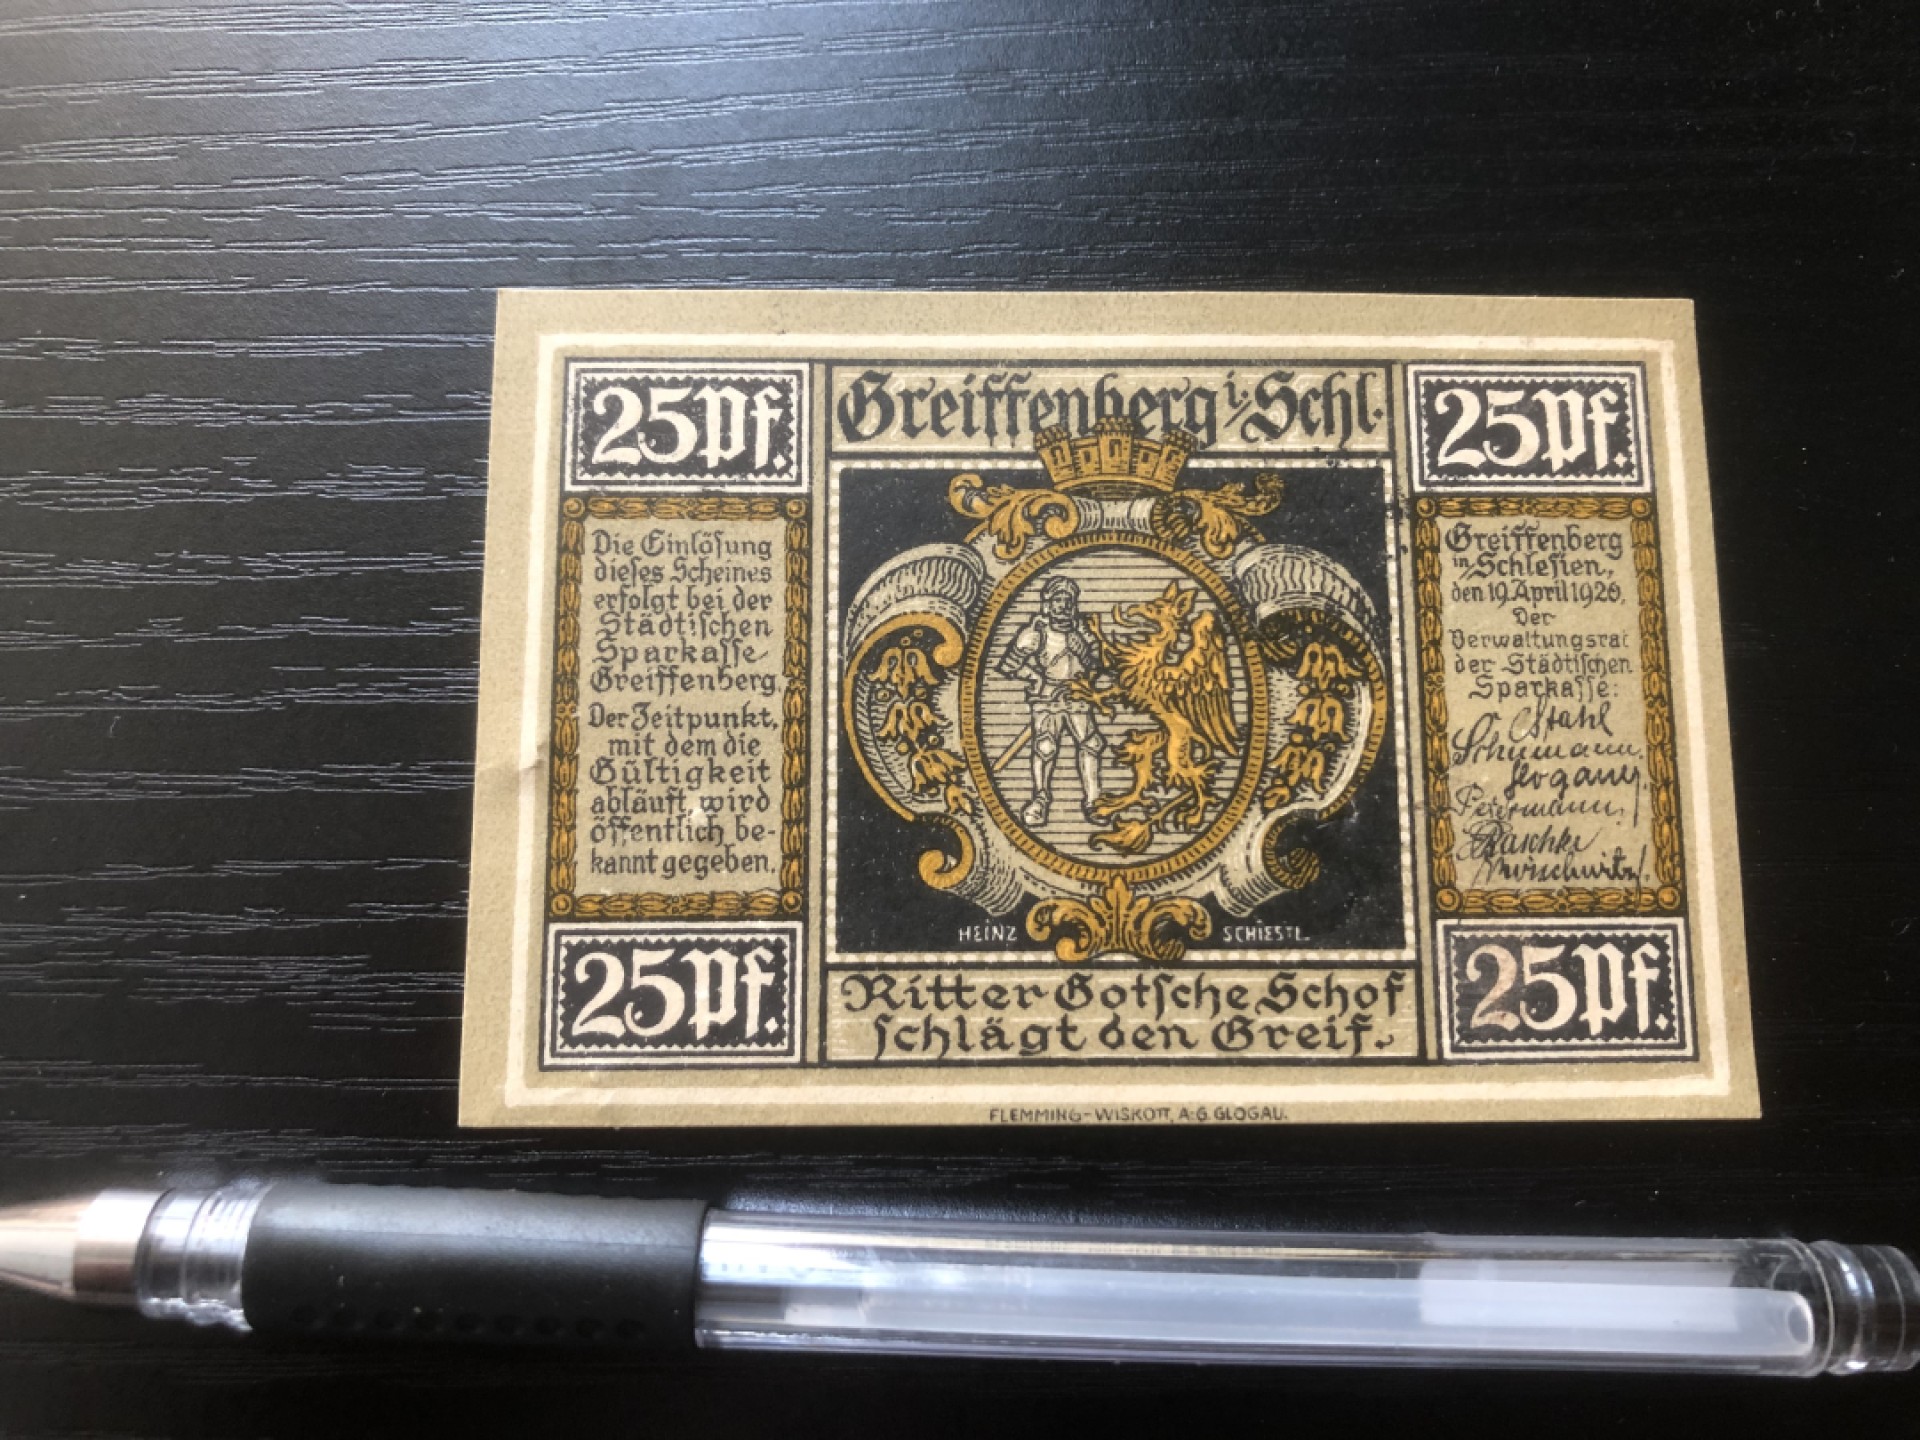 25Pf.
Greiffenberg i/Schl.
25Pf.
Die Einlösung
dieses Scheines
erfolgt bei der
Städtischen
Sparkasse
Greiffenberg.
Der Zeitpunkt,
mit dem die
Gültigkeit
abläuft, wird
öffentlich be-
kannt gegeben.
HEINZ SCHIESTL
Greiffenberg
in Schlesien,
den 19. April 1920.
Der
Verwaltungsrat
der Städtischen
Sparkasse:
Stahl
Schumann.
Petermann.
Raschke
25Pf.
Ritter Gotsche Schof
schlägt den Greif.
25Pf.
FLEMMING-WISKOTT, A.G. GLOGAU.